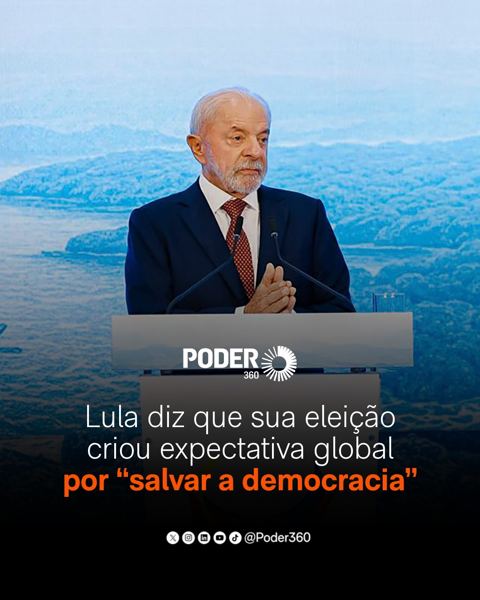 PODER
360
Lula diz que sua eleição
criou expectativa global
por “salvar a democracia”
@Poder360